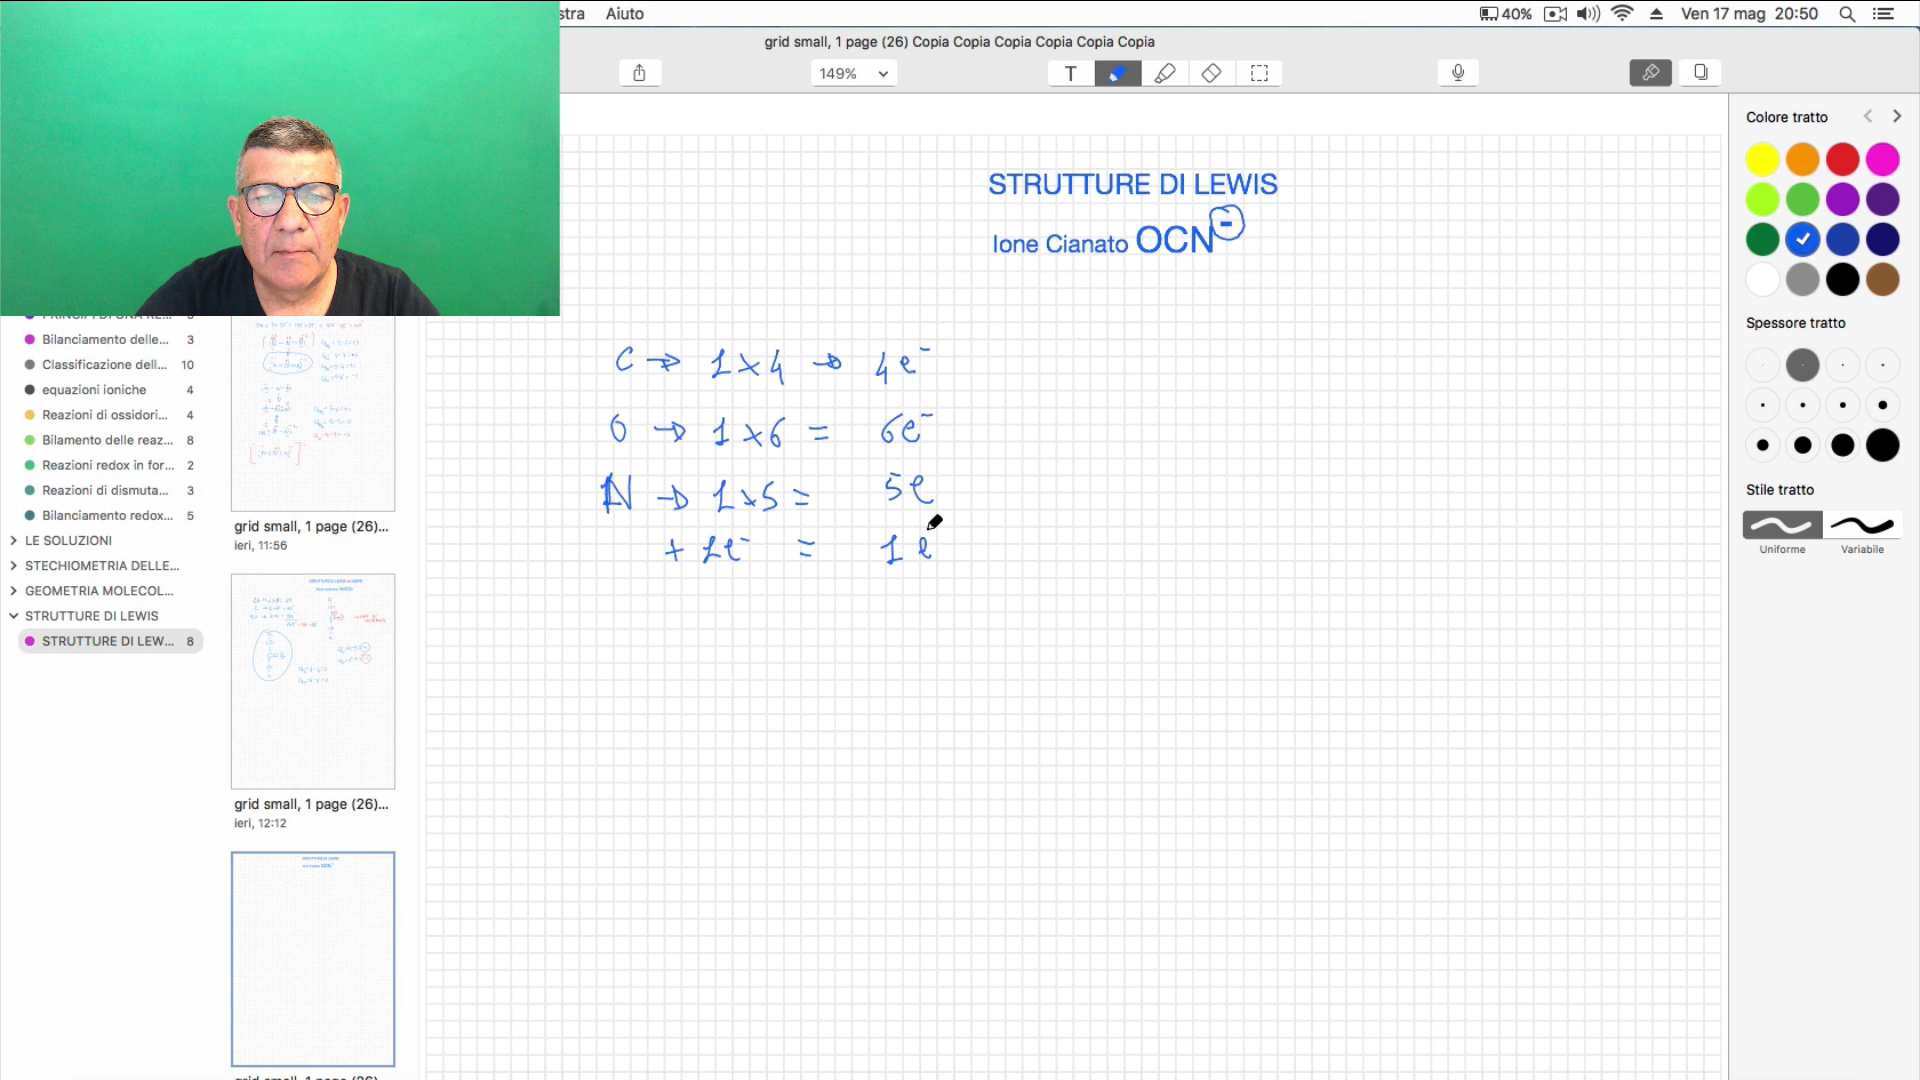 stra Aiuto
40% Ven 17 mag 20:50
grid small, 1 page (26) Copia Copia Copia Copia Copia Copia
149%
T
Bilanciamento delle... 3
Classificazione dell... 10
equazioni ioniche 4
Reazioni di ossidori... 4
Bilamento delle reaz... 8
Reazioni redox in for... 2
Reazioni di dismuta... 3
Bilanciamento redox... 5
LE SOLUZIONI
STECHIOMETRIA DELLE...
GEOMETRIA MOLECOL...
STRUTTURE DI LEWIS
STRUTTURE DI LEW... 8
grid small, 1 page (26)...
ieri, 11:56
grid small, 1 page (26)...
ieri, 12:12
STRUTTURE DI LEWIS
Ione Cianato OCN⁻
C → 1 x 4 → 4e⁻
O → 1 x 6 = 6e⁻
N → 1 x 5 = 5e
+ 1e⁻ = 1e
Colore tratto
Spessore tratto
Stile tratto
Uniforme Variabile